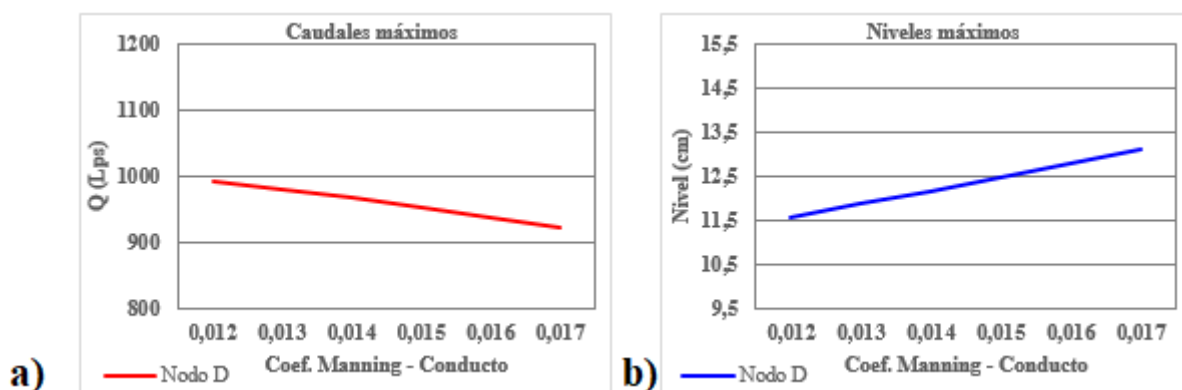 Caudales máximos
1200
1100
1000
900
800
Q (Lps)
0,012 0,013 0,014 0,015 0,016 0,017
Coef. Manning - Conducto
Nodo D
a)
Niveles máximos
15,5
14,5
13,5
12,5
11,5
10,5
9,5
Nivel (cm)
0,012 0,013 0,014 0,015 0,016 0,017
Coef. Manning - Conducto
Nodo D
b)